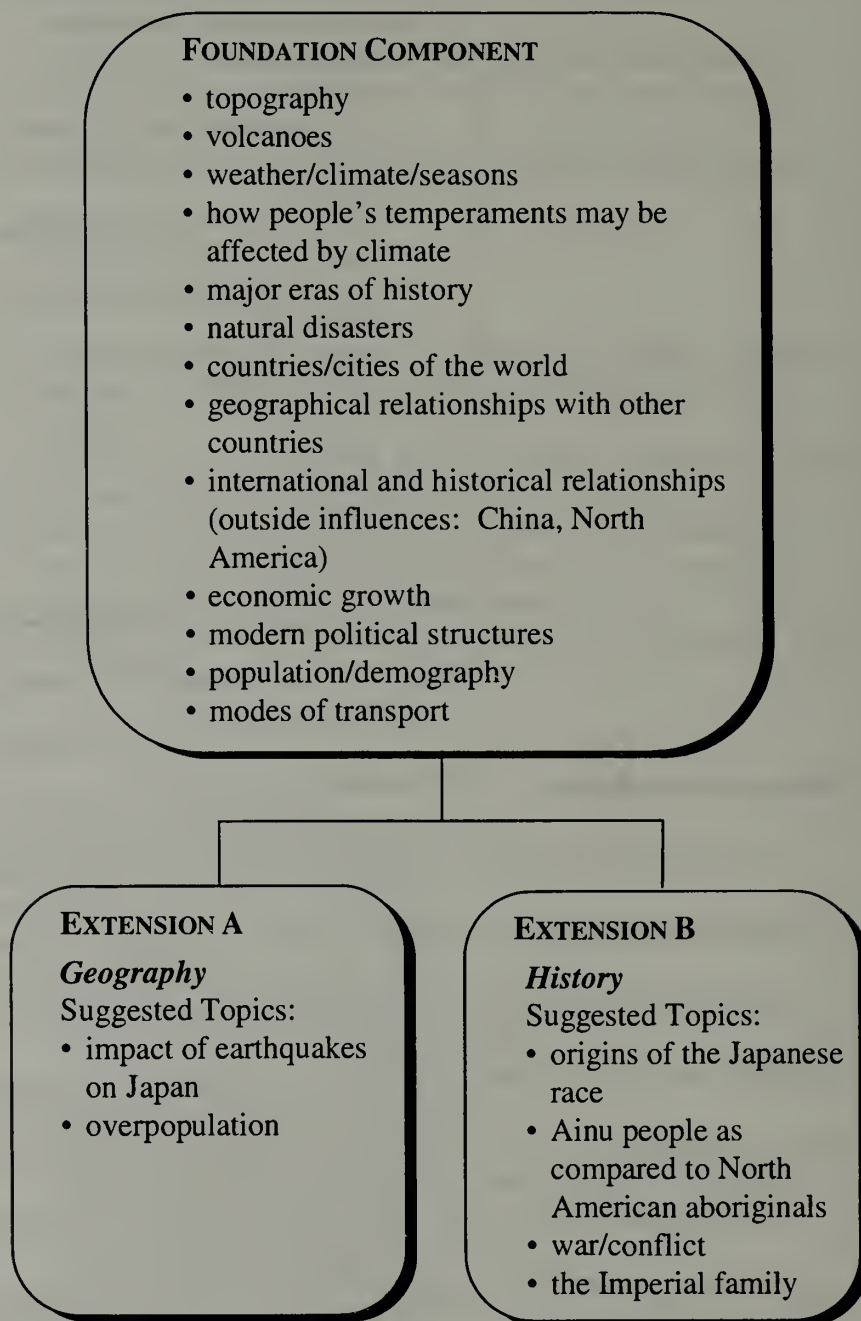 FOUNDATION COMPONENT
• topography
• volcanoes
• weather/climate/seasons
• how people's temperaments may be
affected by climate
• major eras of history
• natural disasters
• countries/cities of the world
• geographical relationships with other
countries
• international and historical relationships
(outside influences: China, North
America)
• economic growth
• modern political structures
• population/demography
• modes of transport
EXTENSION A
Geography
Suggested Topics:
• impact of earthquakes
on Japan
• overpopulation
EXTENSION B
History
Suggested Topics:
• origins of the Japanese
race
• Ainu people as
compared to North
American aboriginals
• war/conflict
• the Imperial family